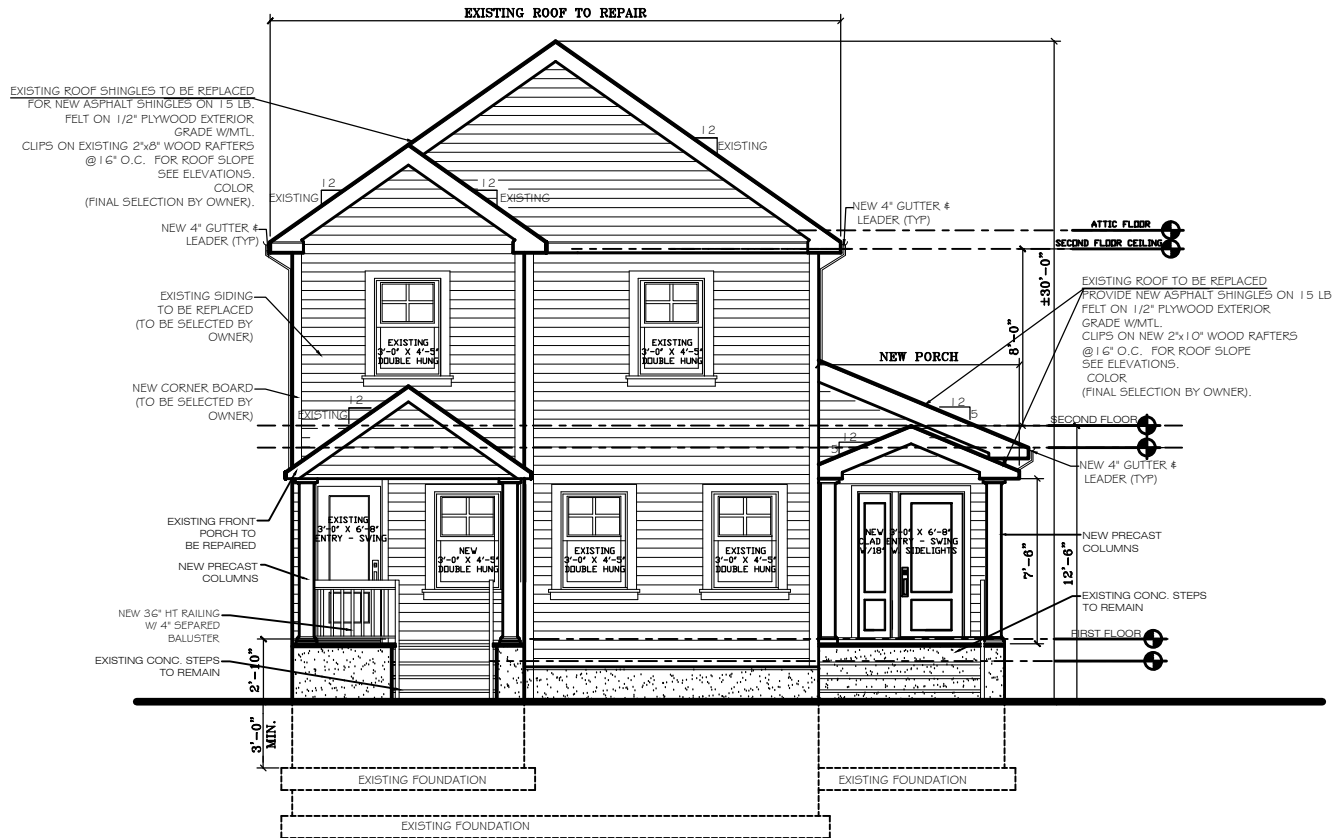 EXISTING ROOF TO REPAIR
EXISTING ROOF SHINGLES TO BE REPLACED
FOR NEW ASPHALT SHINGLES ON 15 LB.
FELT ON 1/2" PLYWOOD EXTERIOR
GRADE W/MTL.
CLIPS ON EXISTING 2"x8" WOOD RAFTERS
@16" O.C. FOR ROOF SLOPE
SEE ELEVATIONS.
COLOR
(FINAL SELECTION BY OWNER).
12
EXISTING
12
EXISTING
12
EXISTING
NEW 4" GUTTER &
LEADER (TYP)
NEW 4" GUTTER &
LEADER (TYP)
ATTIC FLOOR
SECOND FLOOR CEILING
±30'-0"
8'-0"
EXISTING SIDING
TO BE REPLACED
(TO BE SELECTED BY
OWNER)
EXISTING
3'-0" X 4'-5"
DOUBLE HUNG
EXISTING
3'-0" X 4'-5"
DOUBLE HUNG
EXISTING ROOF TO BE REPLACED
PROVIDE NEW ASPHALT SHINGLES ON 15 LB
FELT ON 1/2" PLYWOOD EXTERIOR
GRADE W/MTL.
CLIPS ON NEW 2"x10" WOOD RAFTERS
@16" O.C. FOR ROOF SLOPE
SEE ELEVATIONS.
COLOR
(FINAL SELECTION BY OWNER).
NEW PORCH
NEW CORNER BOARD
(TO BE SELECTED BY
OWNER)
12
EXISTING
12
5
SECOND FLOOR
12
5
NEW 4" GUTTER &
LEADER (TYP)
EXISTING FRONT
PORCH TO
BE REPAIRED
EXISTING
3'-0" X 6'-8"
ENTRY - SWING
NEW
3'-0" X 4'-5"
DOUBLE HUNG
EXISTING
3'-0" X 4'-5"
DOUBLE HUNG
EXISTING
3'-0" X 4'-5"
DOUBLE HUNG
NEW 3'-0" X 6'-8"
CLAD ENTRY - SWING
W/18" W. SIDELIGHTS
NEW PRECAST
COLUMNS
7'-6"
12'-6"
NEW PRECAST
COLUMNS
NEW 36" HT RAILING
W/ 4" SEPARED
BALUSTER
EXISTING CONC. STEPS
TO REMAIN
FIRST FLOOR
EXISTING CONC. STEPS
TO REMAIN
2'-10"
3'-0"
MIN.
EXISTING FOUNDATION
EXISTING FOUNDATION
EXISTING FOUNDATION